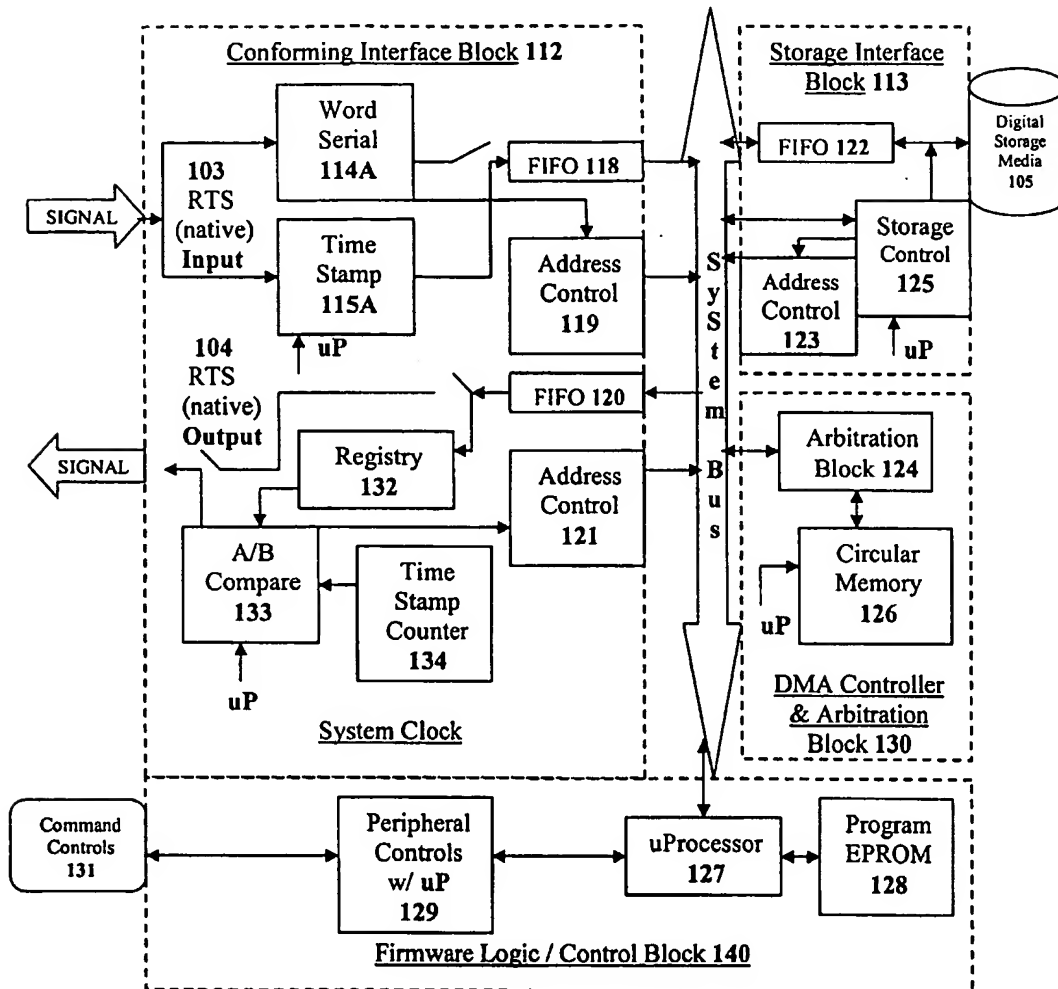 Conforming Interface Block 112
Word
Serial
114A
FIFO 118
103
RTS
(native)
Input
SIGNAL
Time
Stamp
115A
uP
Address
Control
119
104
RTS
(native)
Output
SIGNAL
FIFO 120
Registry
132
Address
Control
121
A/B
Compare
133
uP
Time
Stamp
Counter
134
System Clock
SyStem Bus
Storage Interface
Block 113
FIFO 122
Digital
Storage
Media
105
Storage
Control
125
Address
Control
123
uP
Arbitration
Block 124
Circular
Memory
126
uP
DMA Controller
& Arbitration
Block 130
Command
Controls
131
Peripheral
Controls
w/ uP
129
uProcessor
127
Program
EPROM
128
Firmware Logic / Control Block 140